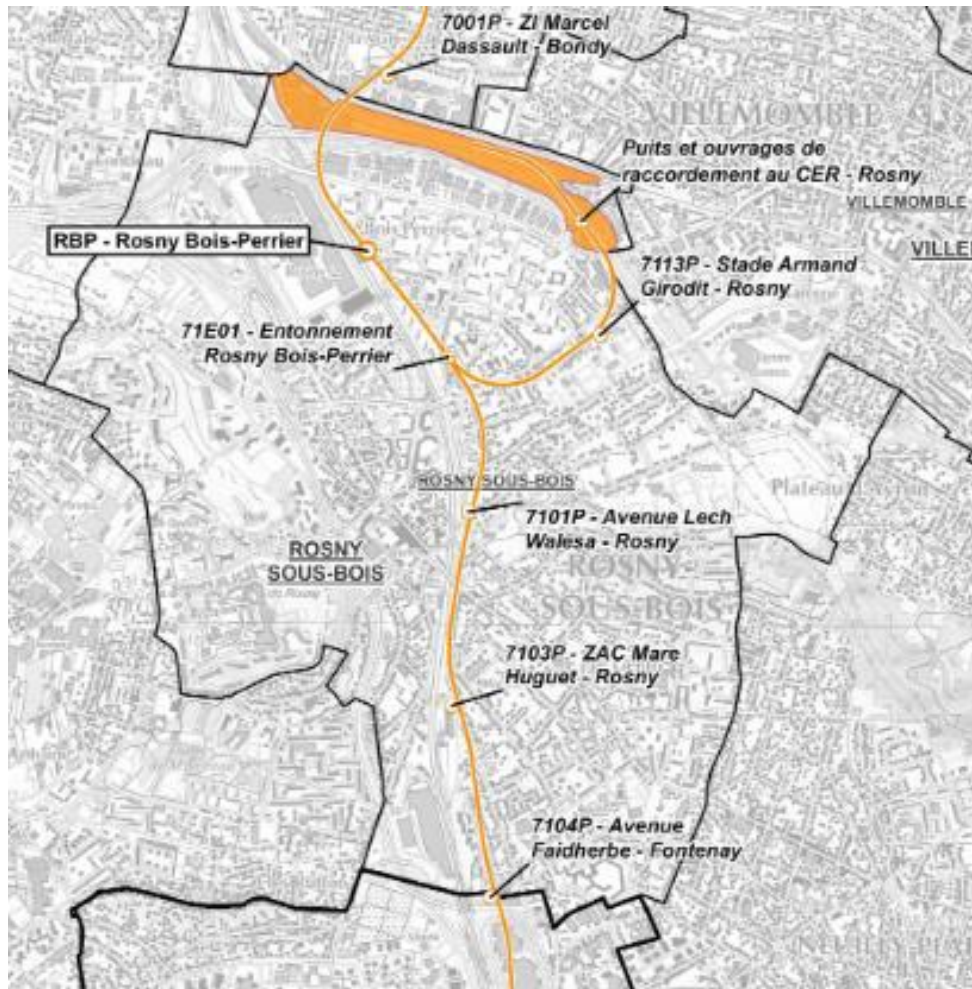 7001P - ZI Marcel
Dassault - Bondy
VILLEMOMBLE
Puits et ouvrages de
raccordement au CER - Rosny
VILLEMOMBLE
RBP - Rosny Bois-Perrier
7113P - Stade Armand
Girodit - Rosny
71E01 - Entonnement
Rosny Bois-Perrier
ROSNY SOUS-BOIS
7101P - Avenue Lech
Walesa - Rosny
ROSNY
SOUS-BOIS
ROSNY
SOUS-BOIS
7103P - ZAC Marc
Huguet - Rosny
7104P - Avenue
Faidherbe - Fontenay